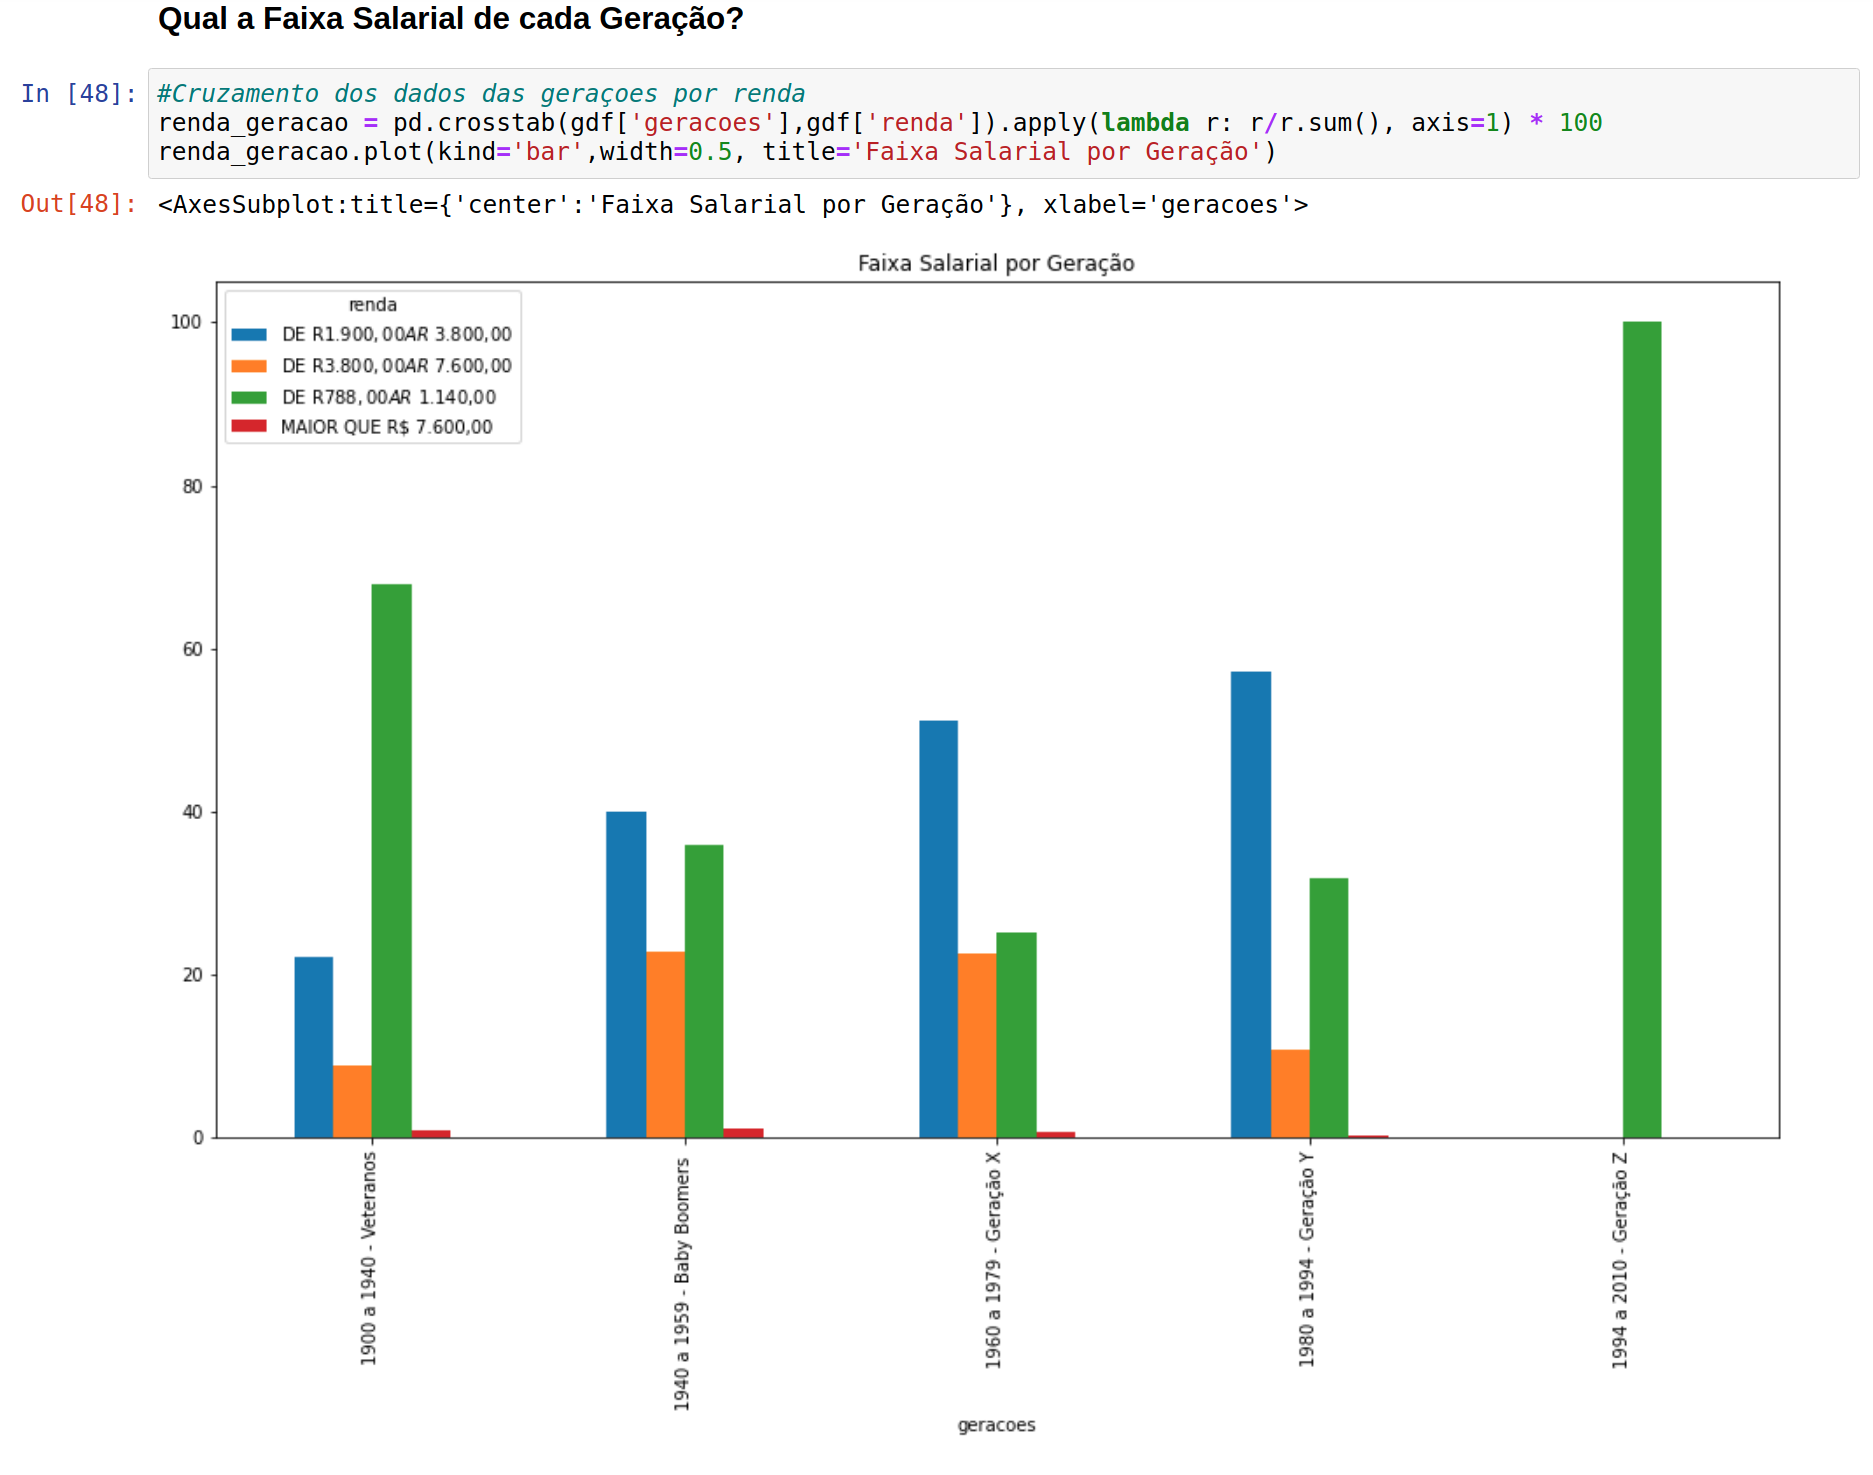 Qual a Faixa Salarial de cada Geração?
In [48]: #Cruzamento dos dados das geraçoes por renda
renda_geracao = pd.crosstab(gdf['geracoes'],gdf['renda']).apply(lambda r: r/r.sum(), axis=1) * 100
renda_geracao.plot(kind='bar',width=0.5, title='Faixa Salarial por Geração')
Out[48]: <AxesSubplot:title={'center':'Faixa Salarial por Geração'}, xlabel='geracoes'>
Faixa Salarial por Geração
renda
DE R1.900,00AR 3.800,00
DE R3.800,00AR 7.600,00
DE R788,00AR 1.140,00
MAIOR QUE R$ 7.600,00
100
80
60
40
20
0
1900 a 1940 - Veteranos
1940 a 1959 - Baby Boomers
1960 a 1979 - Geração X
1980 a 1994 - Geração Y
1994 a 2010 - Geração Z
geracoes